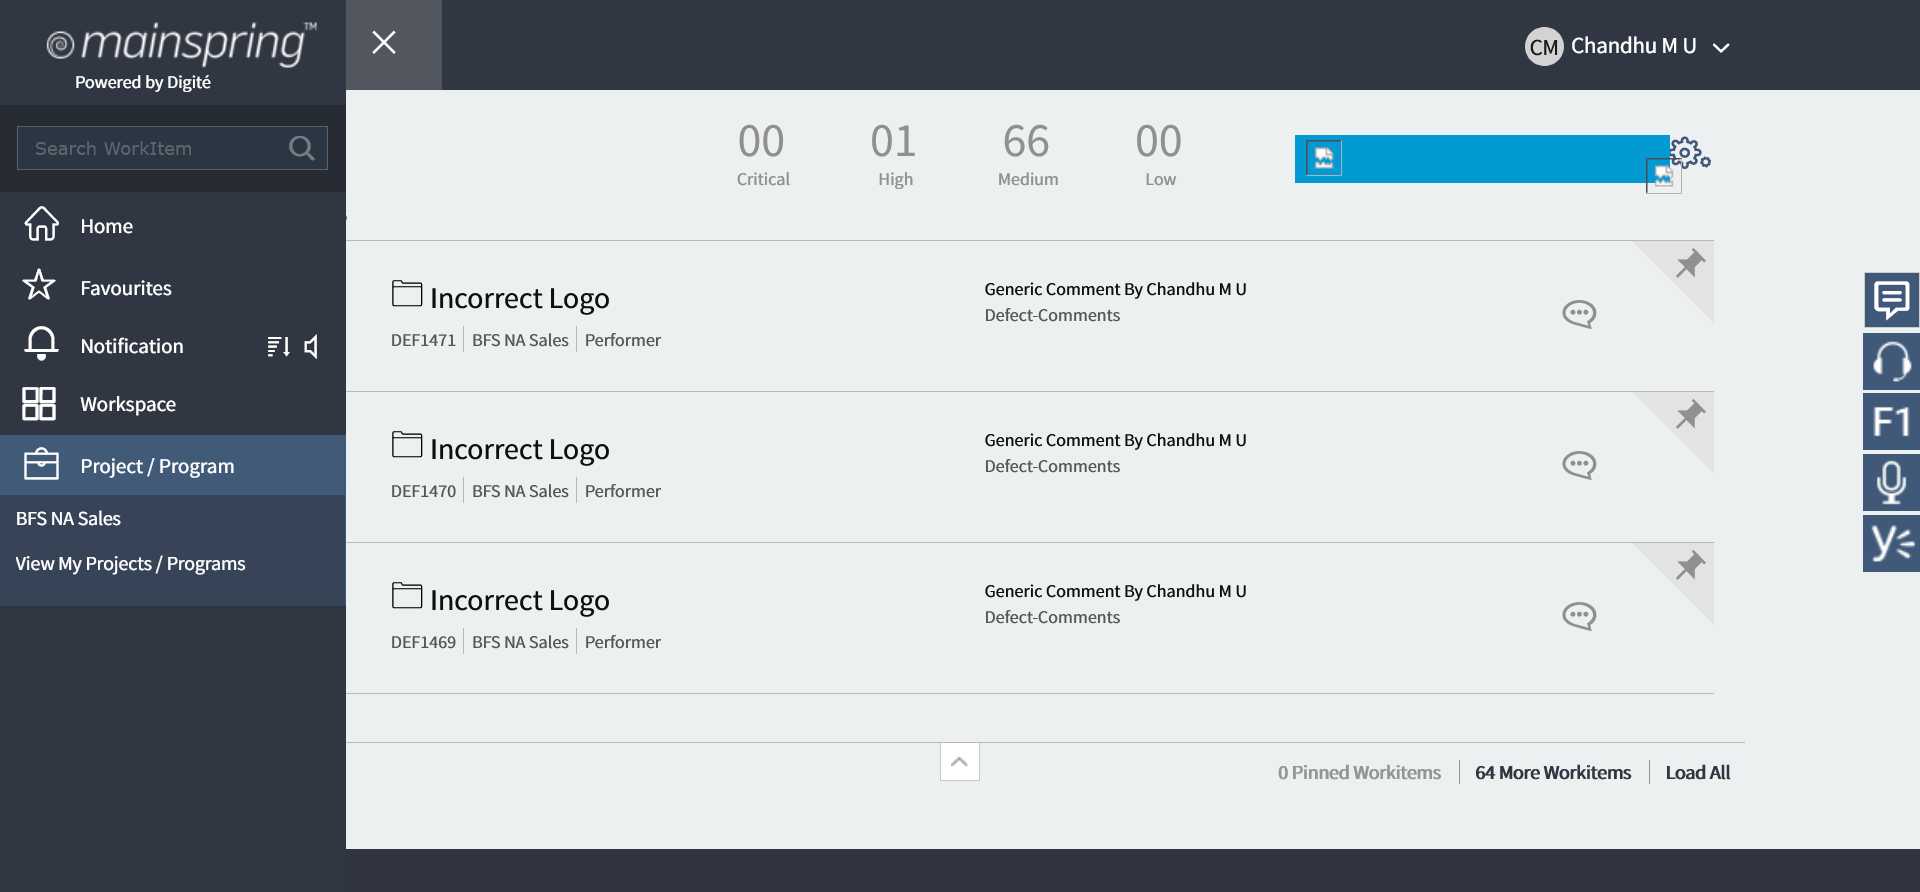 mainspring™
Powered by Digité
Search WorkItem
Home
Favourites
Notification
Workspace
Project / Program
BFS NA Sales
View My Projects / Programs
CM Chandhu M U
00 01 66 00
Critical High Medium Low
Incorrect Logo
DEF1471 BFS NA Sales Performer
Generic Comment By Chandhu M U
Defect-Comments
Incorrect Logo
DEF1470 BFS NA Sales Performer
Generic Comment By Chandhu M U
Defect-Comments
Incorrect Logo
DEF1469 BFS NA Sales Performer
Generic Comment By Chandhu M U
Defect-Comments
0 Pinned Workitems 64 More Workitems Load All
F1
y